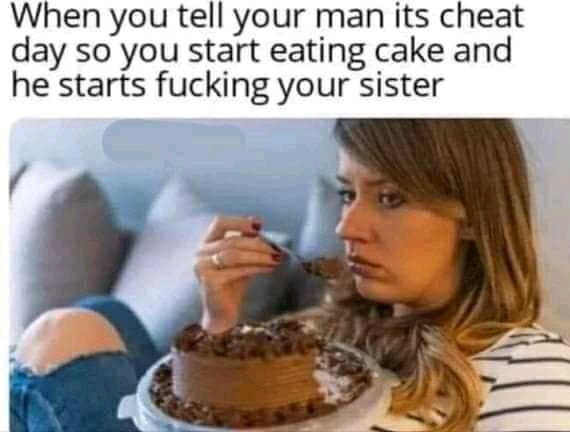 When you tell your man its cheat
day so you start eating cake and
he starts fucking your sister